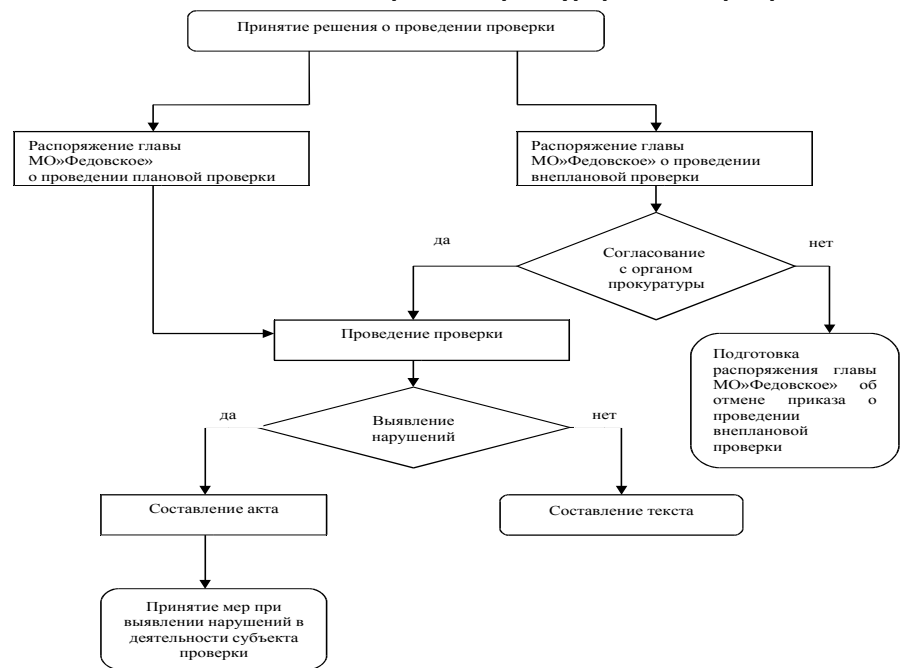 Принятие решения о проведении проверки
Распоряжение главы
МО»Федовское»
о проведении плановой проверки
Распоряжение главы
МО»Федовское» о проведении
внеплановой проверки
да
нет
Согласование
с органом
прокуратуры
Проведение проверки
Подготовка
распоряжения главы
МО»Федовское» об
отмене приказа о
проведении
внеплановой
проверки
да
нет
Выявление
нарушений
Составление акта
Составление текста
Принятие мер при
выявлении нарушений в
деятельности субъекта
проверки